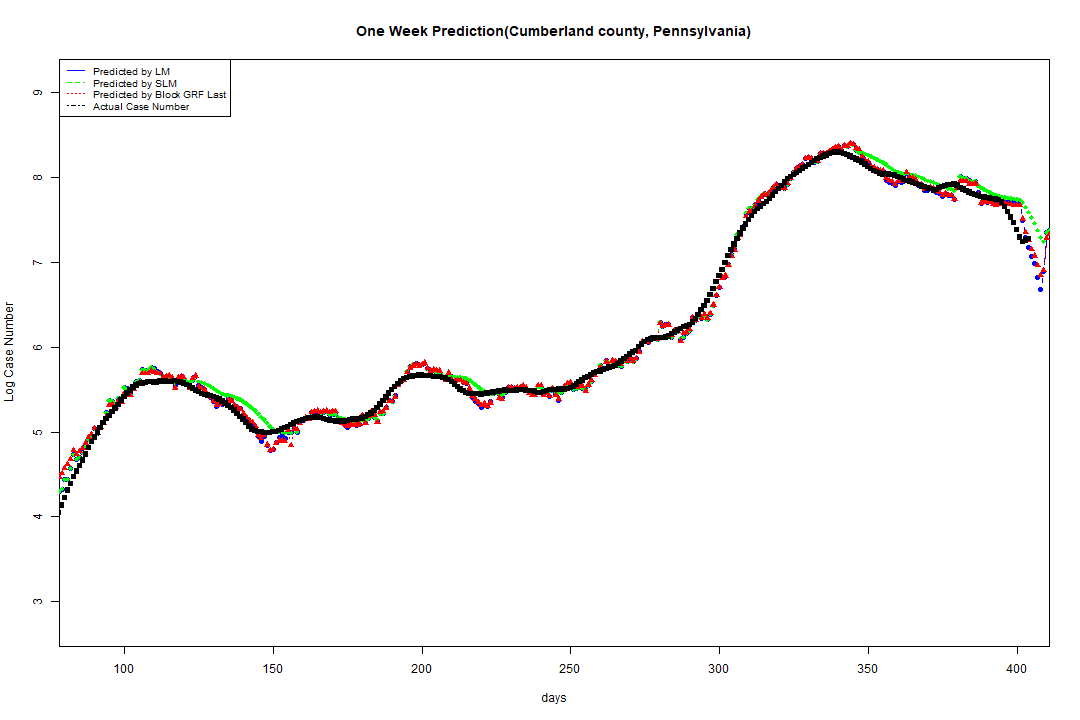 One Week Prediction(Cumberland county, Pennsylvania)
Predicted by LM
Predicted by SLM
Predicted by Block GRF Last
Actual Case Number
9
8
7
6
5
4
3
Log Case Number
100 150 200 250 300 350 400
days